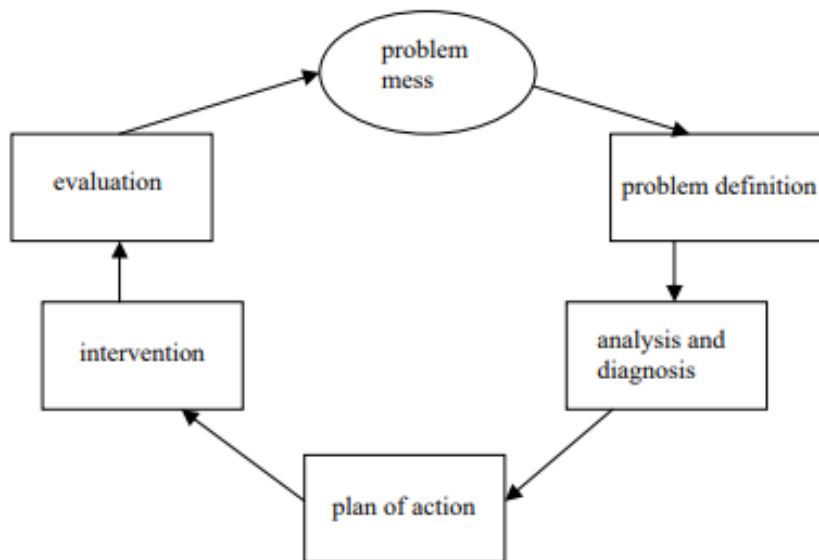 problem
mess
evaluation
problem definition
intervention
analysis and
diagnosis
plan of action